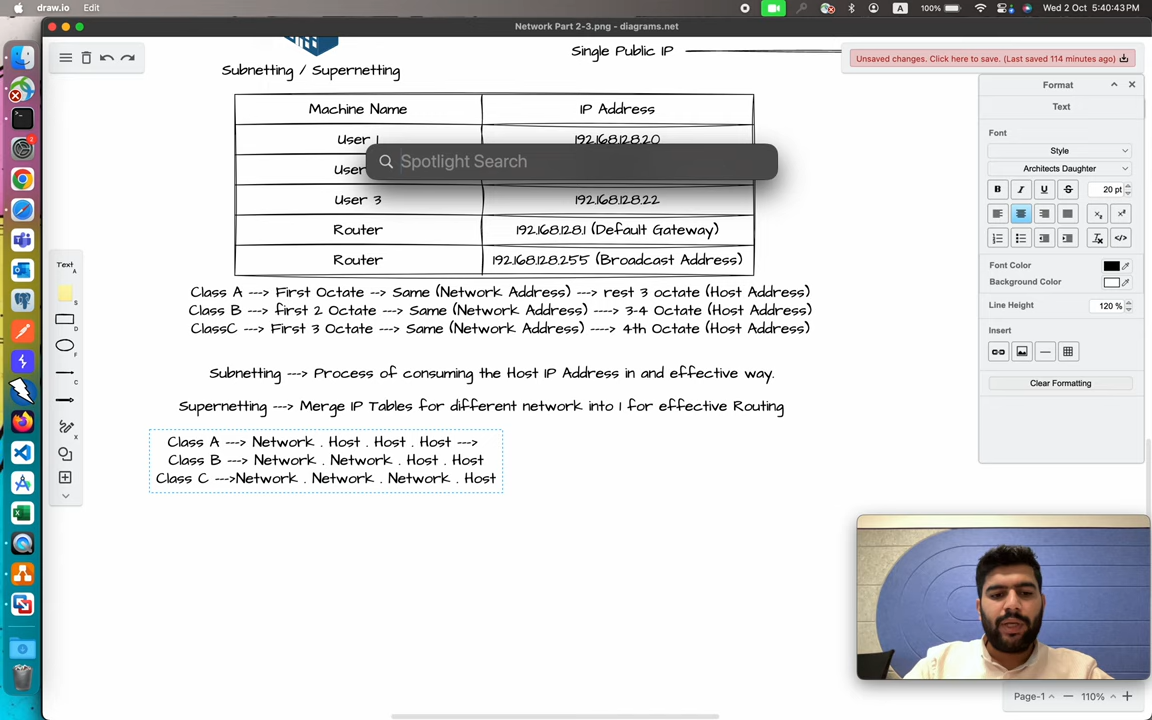 draw.io Edit
100% A Wed 2 Oct 5:40:43 PM
Network Part 2-3.png - diagrams.net
Single Public IP
Unsaved changes. Click here to save. (Last saved 114 minutes ago)
Subnetting / Supernetting
Machine Name IP Address
User 1 192.168.128.20
Spotlight Search
User
User 3 192.168.128.22
Router 192.168.128.1 (Default Gateway)
Router 192.168.128.255 (Broadcast Address)
Class A ---> First Octate --> Same (Network Address) ---> rest 3 octate (Host Address)
Class B ---> first 2 Octate ---> Same (Network Address) ----> 3-4 Octate (Host Address)
ClassC ---> First 3 Octate ---> Same (Network Address) ----> 4th Octate (Host Address)
Subnetting ---> Process of consuming the Host IP Address in and effective way.
Supernetting ---> Merge IP Tables for different network into 1 for effective Routing
Class A ---> Network . Host . Host . Host --->
Class B ---> Network . Network . Host . Host
Class C --->Network . Network . Network . Host
Text
A
S
D
F
C
X
Format
Text
Font
Style
Architects Daughter
B I U S 20 pt
Font Color
Background Color
Line Height 120 %
Insert
Clear Formatting
Page-1 110%